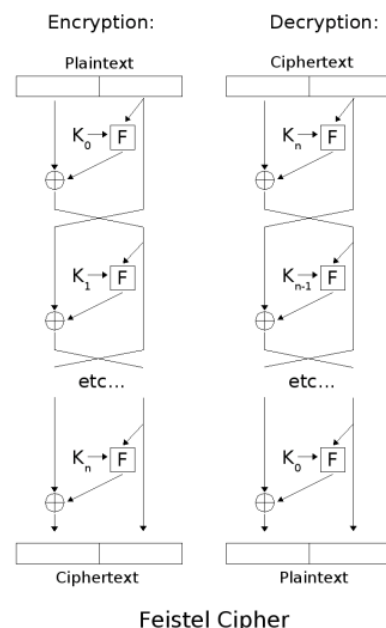 Encryption:
Plaintext
K0 F
K1 F
etc...
Kn F
Ciphertext
Decryption:
Ciphertext
Kn F
Kn-1 F
etc...
K0 F
Plaintext
Feistel Cipher